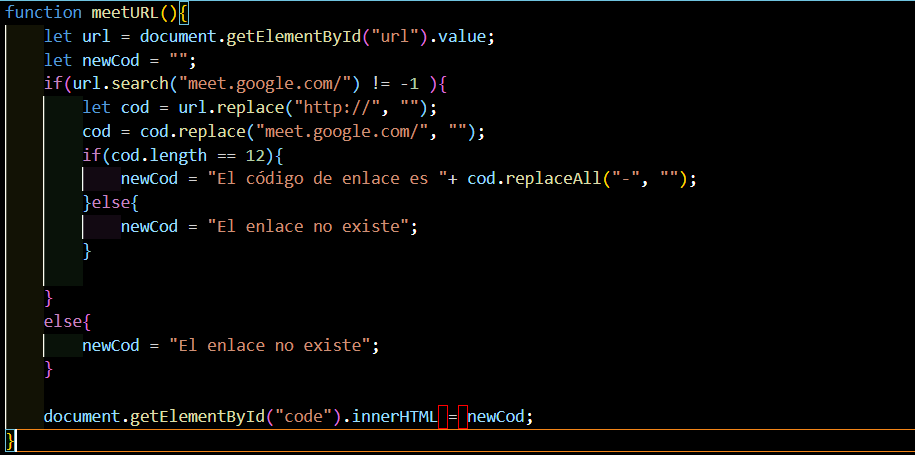 function meetURL(){
    let url = document.getElementById("url").value;
    let newCod = "";
    if(url.search("meet.google.com/") != -1 ){
        let cod = url.replace("http://", "");
        cod = cod.replace("meet.google.com/", "");
        if(cod.length == 12){
            newCod = "El código de enlace es "+ cod.replaceAll("-", "");
        }else{
            newCod = "El enlace no existe";
        }
    }
    else{
        newCod = "El enlace no existe";
    }
    document.getElementById("code").innerHTML = newCod;
}